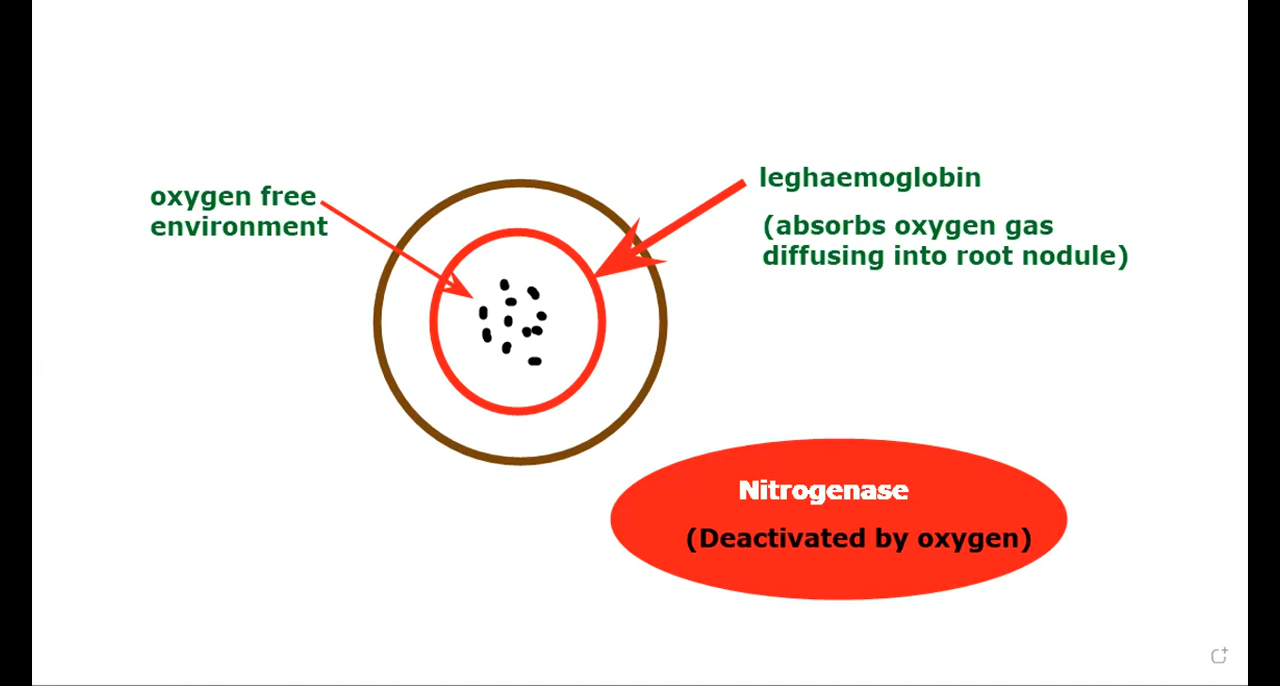 oxygen free
environment
leghaemoglobin
(absorbs oxygen gas
diffusing into root nodule)
Nitrogenase
(Deactivated by oxygen)